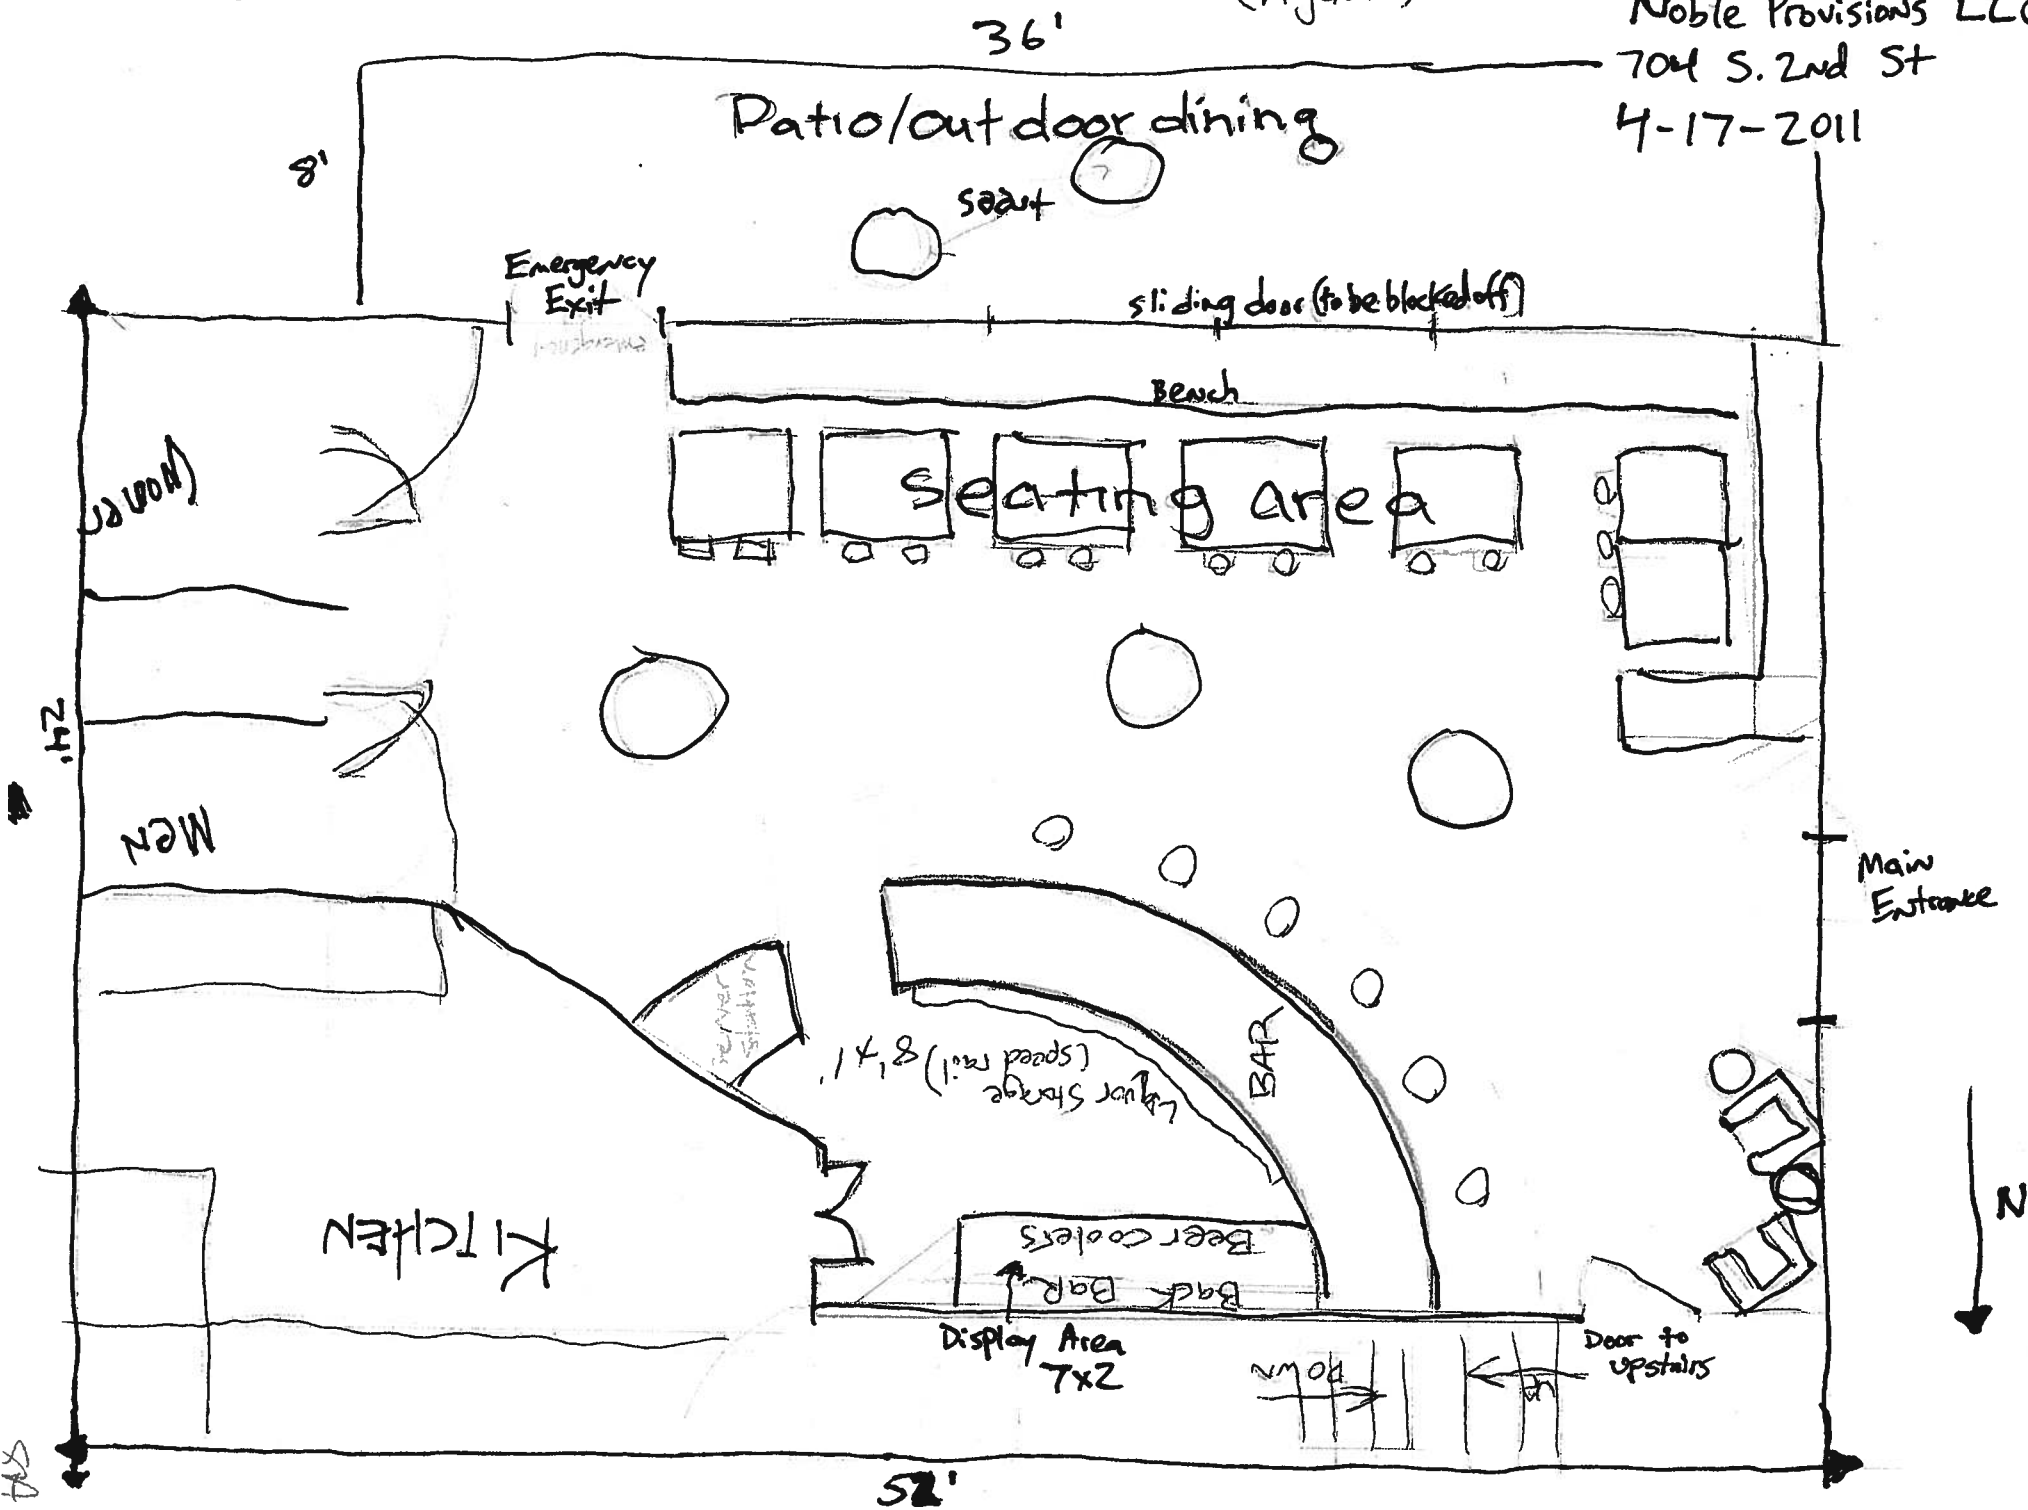 36'
Noble Provisions LLC
704 S. 2nd St
4-17-2011
Patio/outdoor dining
8'
Emergency
Exit
sliding door (to be blocked off)
Bench
Seating area
Women
24'
Men
Main
Entrance
server
station
BAR
Liquor Storage
(speed rail) 8'x1'
KITCHEN
Beer coolers
Back BaR
N
Display Area
7x2
Door to
upstairs
DOWN
UP
52'